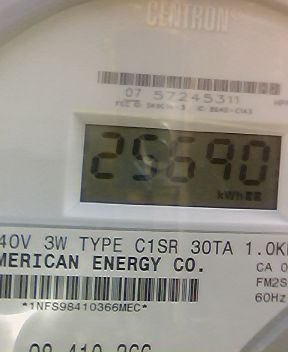 CENTRON
07 57245311
25690
kWh
40V 3W TYPE C1SR 30TA 1.0K
MERICAN ENERGY CO.
CA 0
FM2S
60Hz
*1NFS98410366MEC*